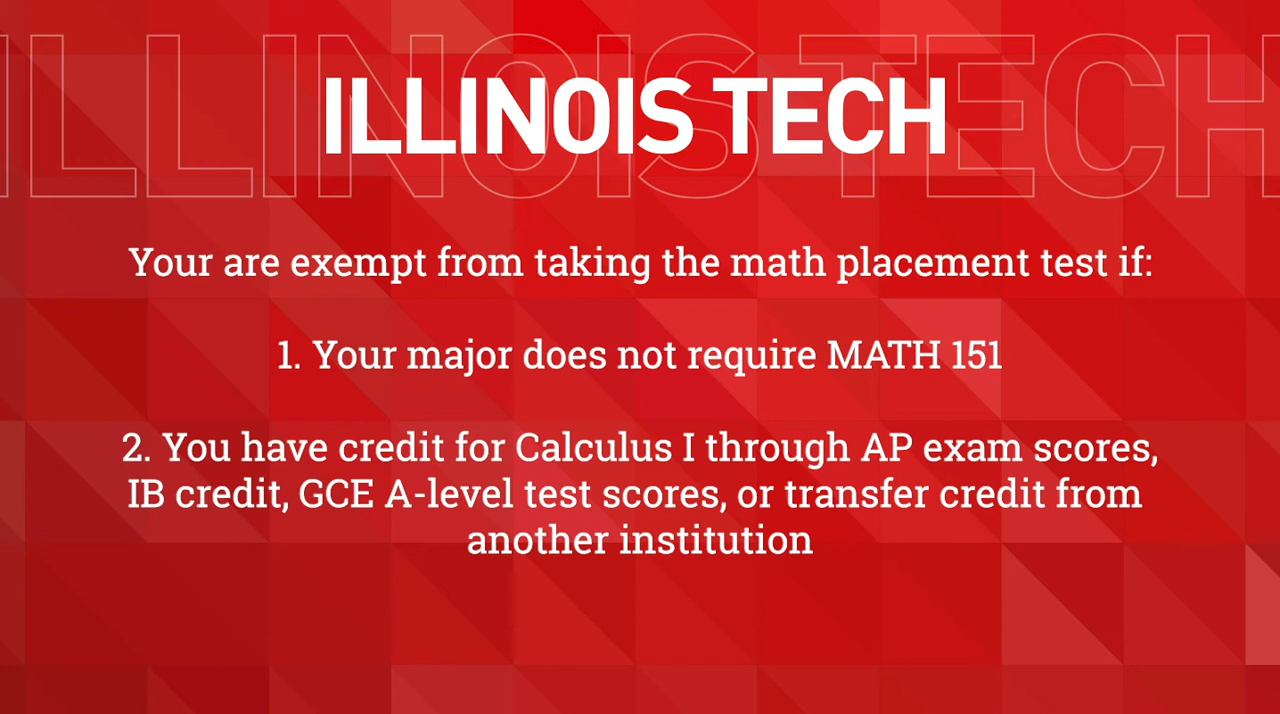 ILLINOIS TECH
ILLINOIS TECH
Your are exempt from taking the math placement test if:
1. Your major does not require MATH 151
2. You have credit for Calculus I through AP exam scores,
IB credit, GCE A-level test scores, or transfer credit from
another institution